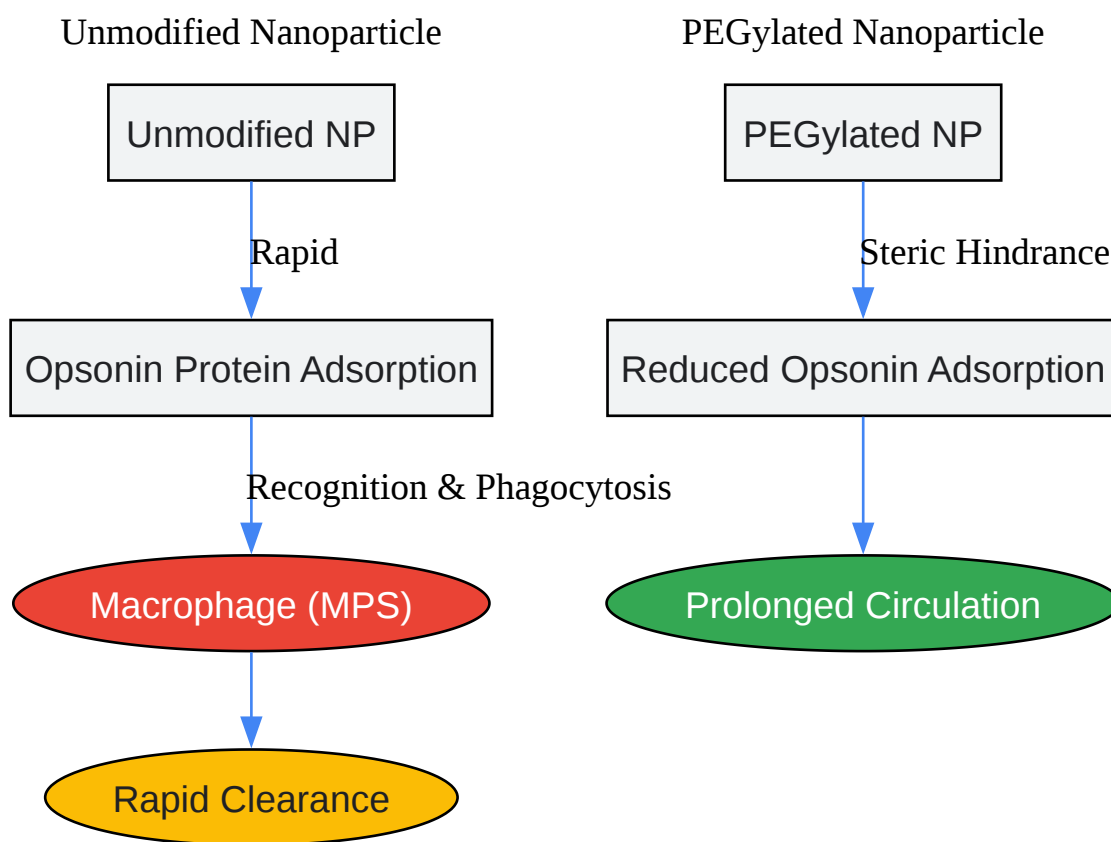 Unmodified Nanoparticle
Unmodified NP
Rapid
Opsonin Protein Adsorption
Recognition & Phagocytosis
Macrophage (MPS)
Rapid Clearance
PEGylated Nanoparticle
PEGylated NP
Steric Hindrance
Reduced Opsonin Adsorption
Prolonged Circulation